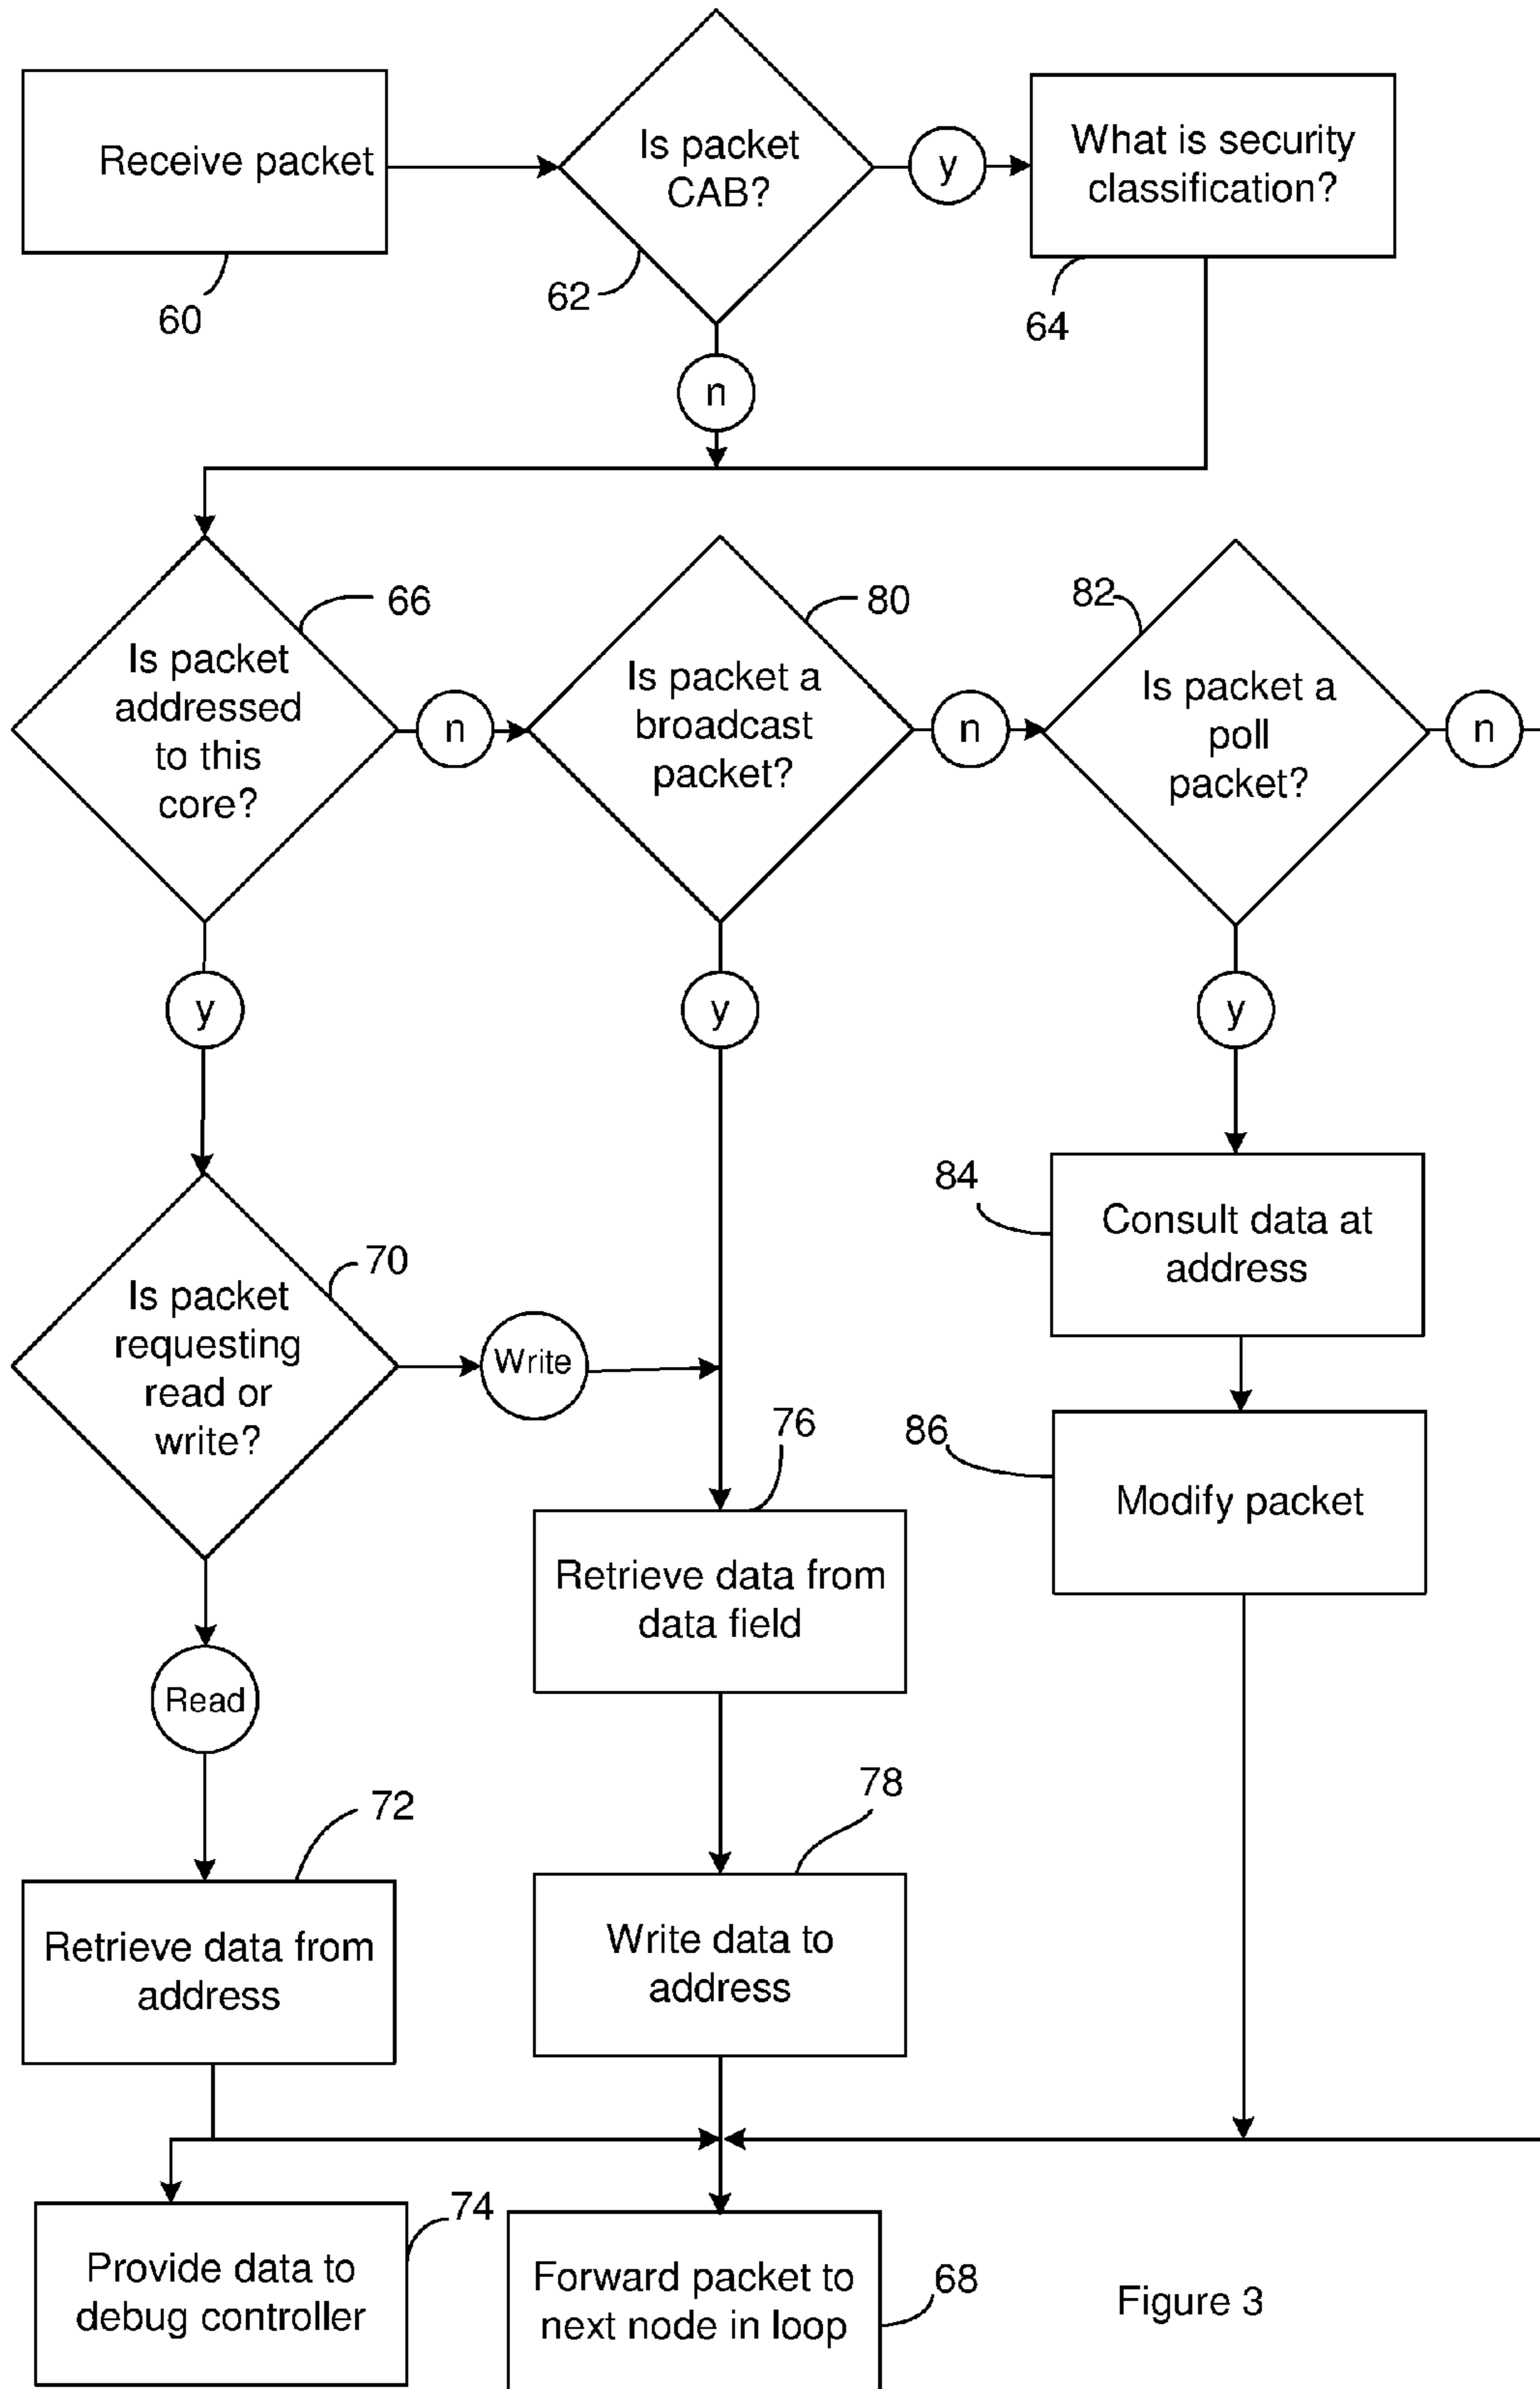 Receive packet
60
Is packet
CAB?
62
y
What is security
classification?
64
n
Is packet
addressed
to this
core?
66
n
Is packet a
broadcast
packet?
80
n
Is packet a
poll
packet?
82
n
y
y
y
Is packet
requesting
read or
write?
70
Write
Read
Consult data at
address
84
Modify packet
86
Retrieve data from
data field
76
Retrieve data from
address
72
Write data to
address
78
Provide data to
debug controller
74
Forward packet to
next node in loop
68
Figure 3